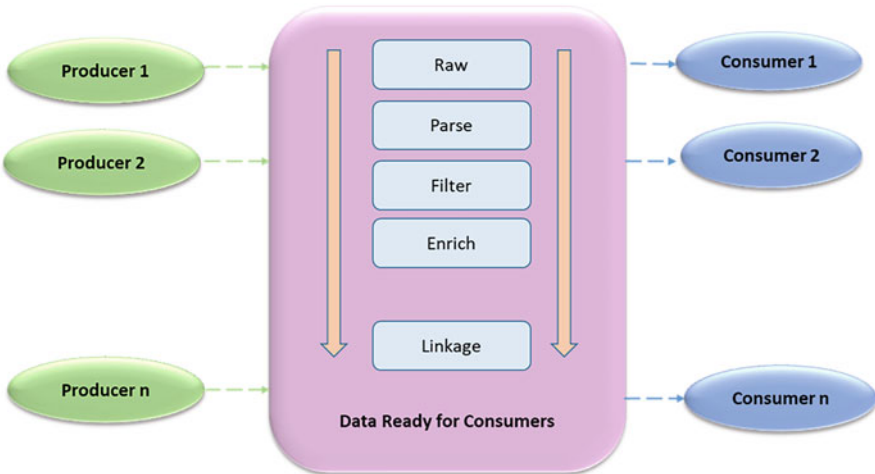 Producer 1
Producer 2
Producer n
Raw
Parse
Filter
Enrich
Linkage
Data Ready for Consumers
Consumer 1
Consumer 2
Consumer n